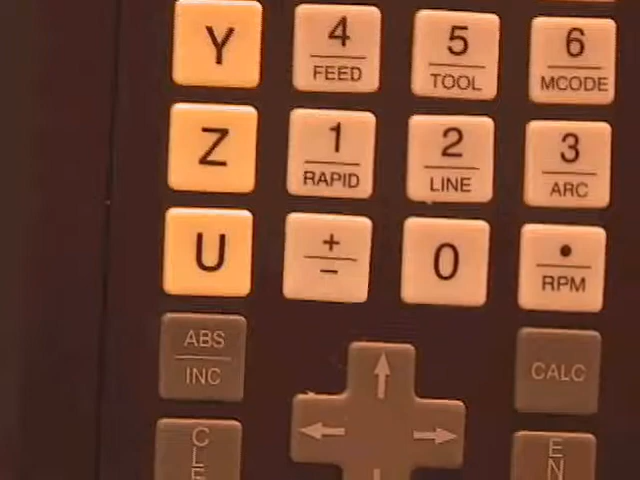 Y
4
FEED
5
TOOL
6
MCODE
Z
1
RAPID
2
LINE
3
ARC
U
+
−
0
•
RPM
ABS
INC
CALC